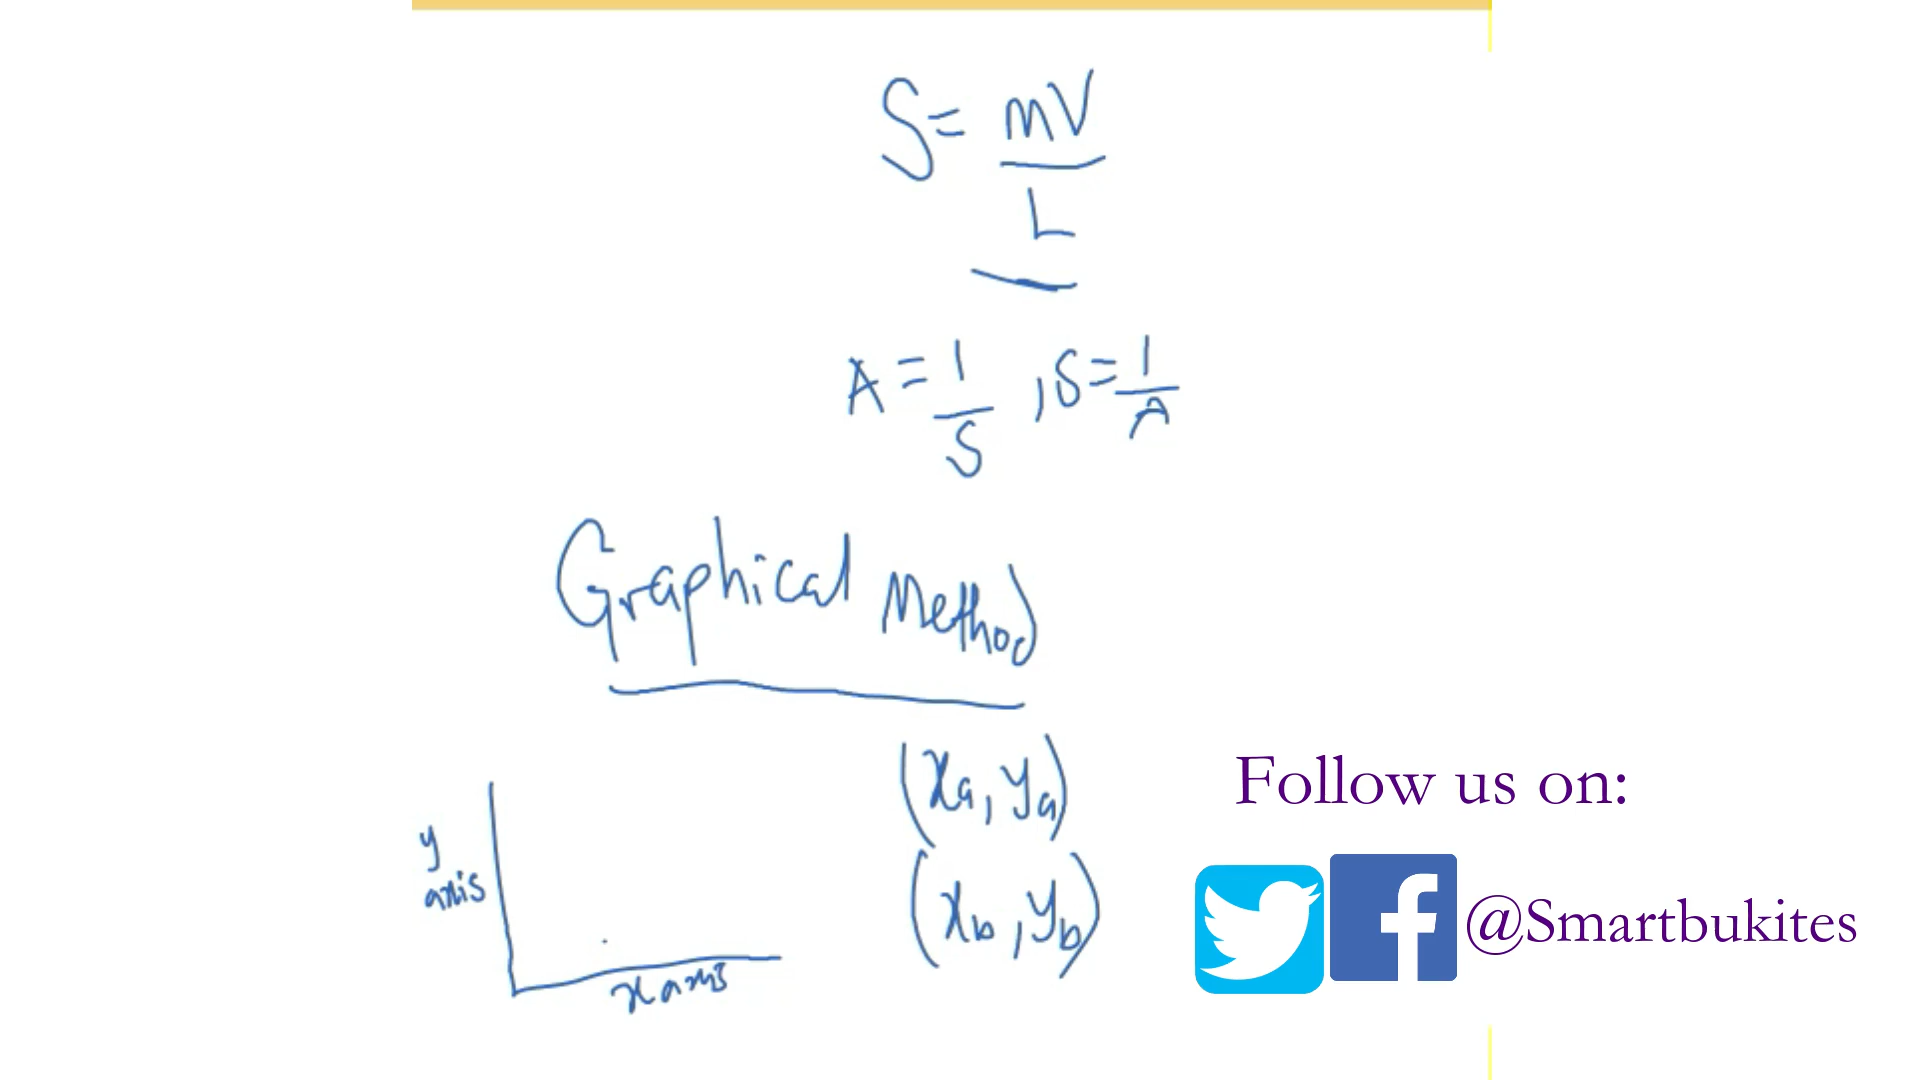 S = mV
L
A = 1/S , S = 1/A
Graphical Method
(xa, ya)
(xb, yb)
y
axis
x axis
Follow us on:
@Smartbukites